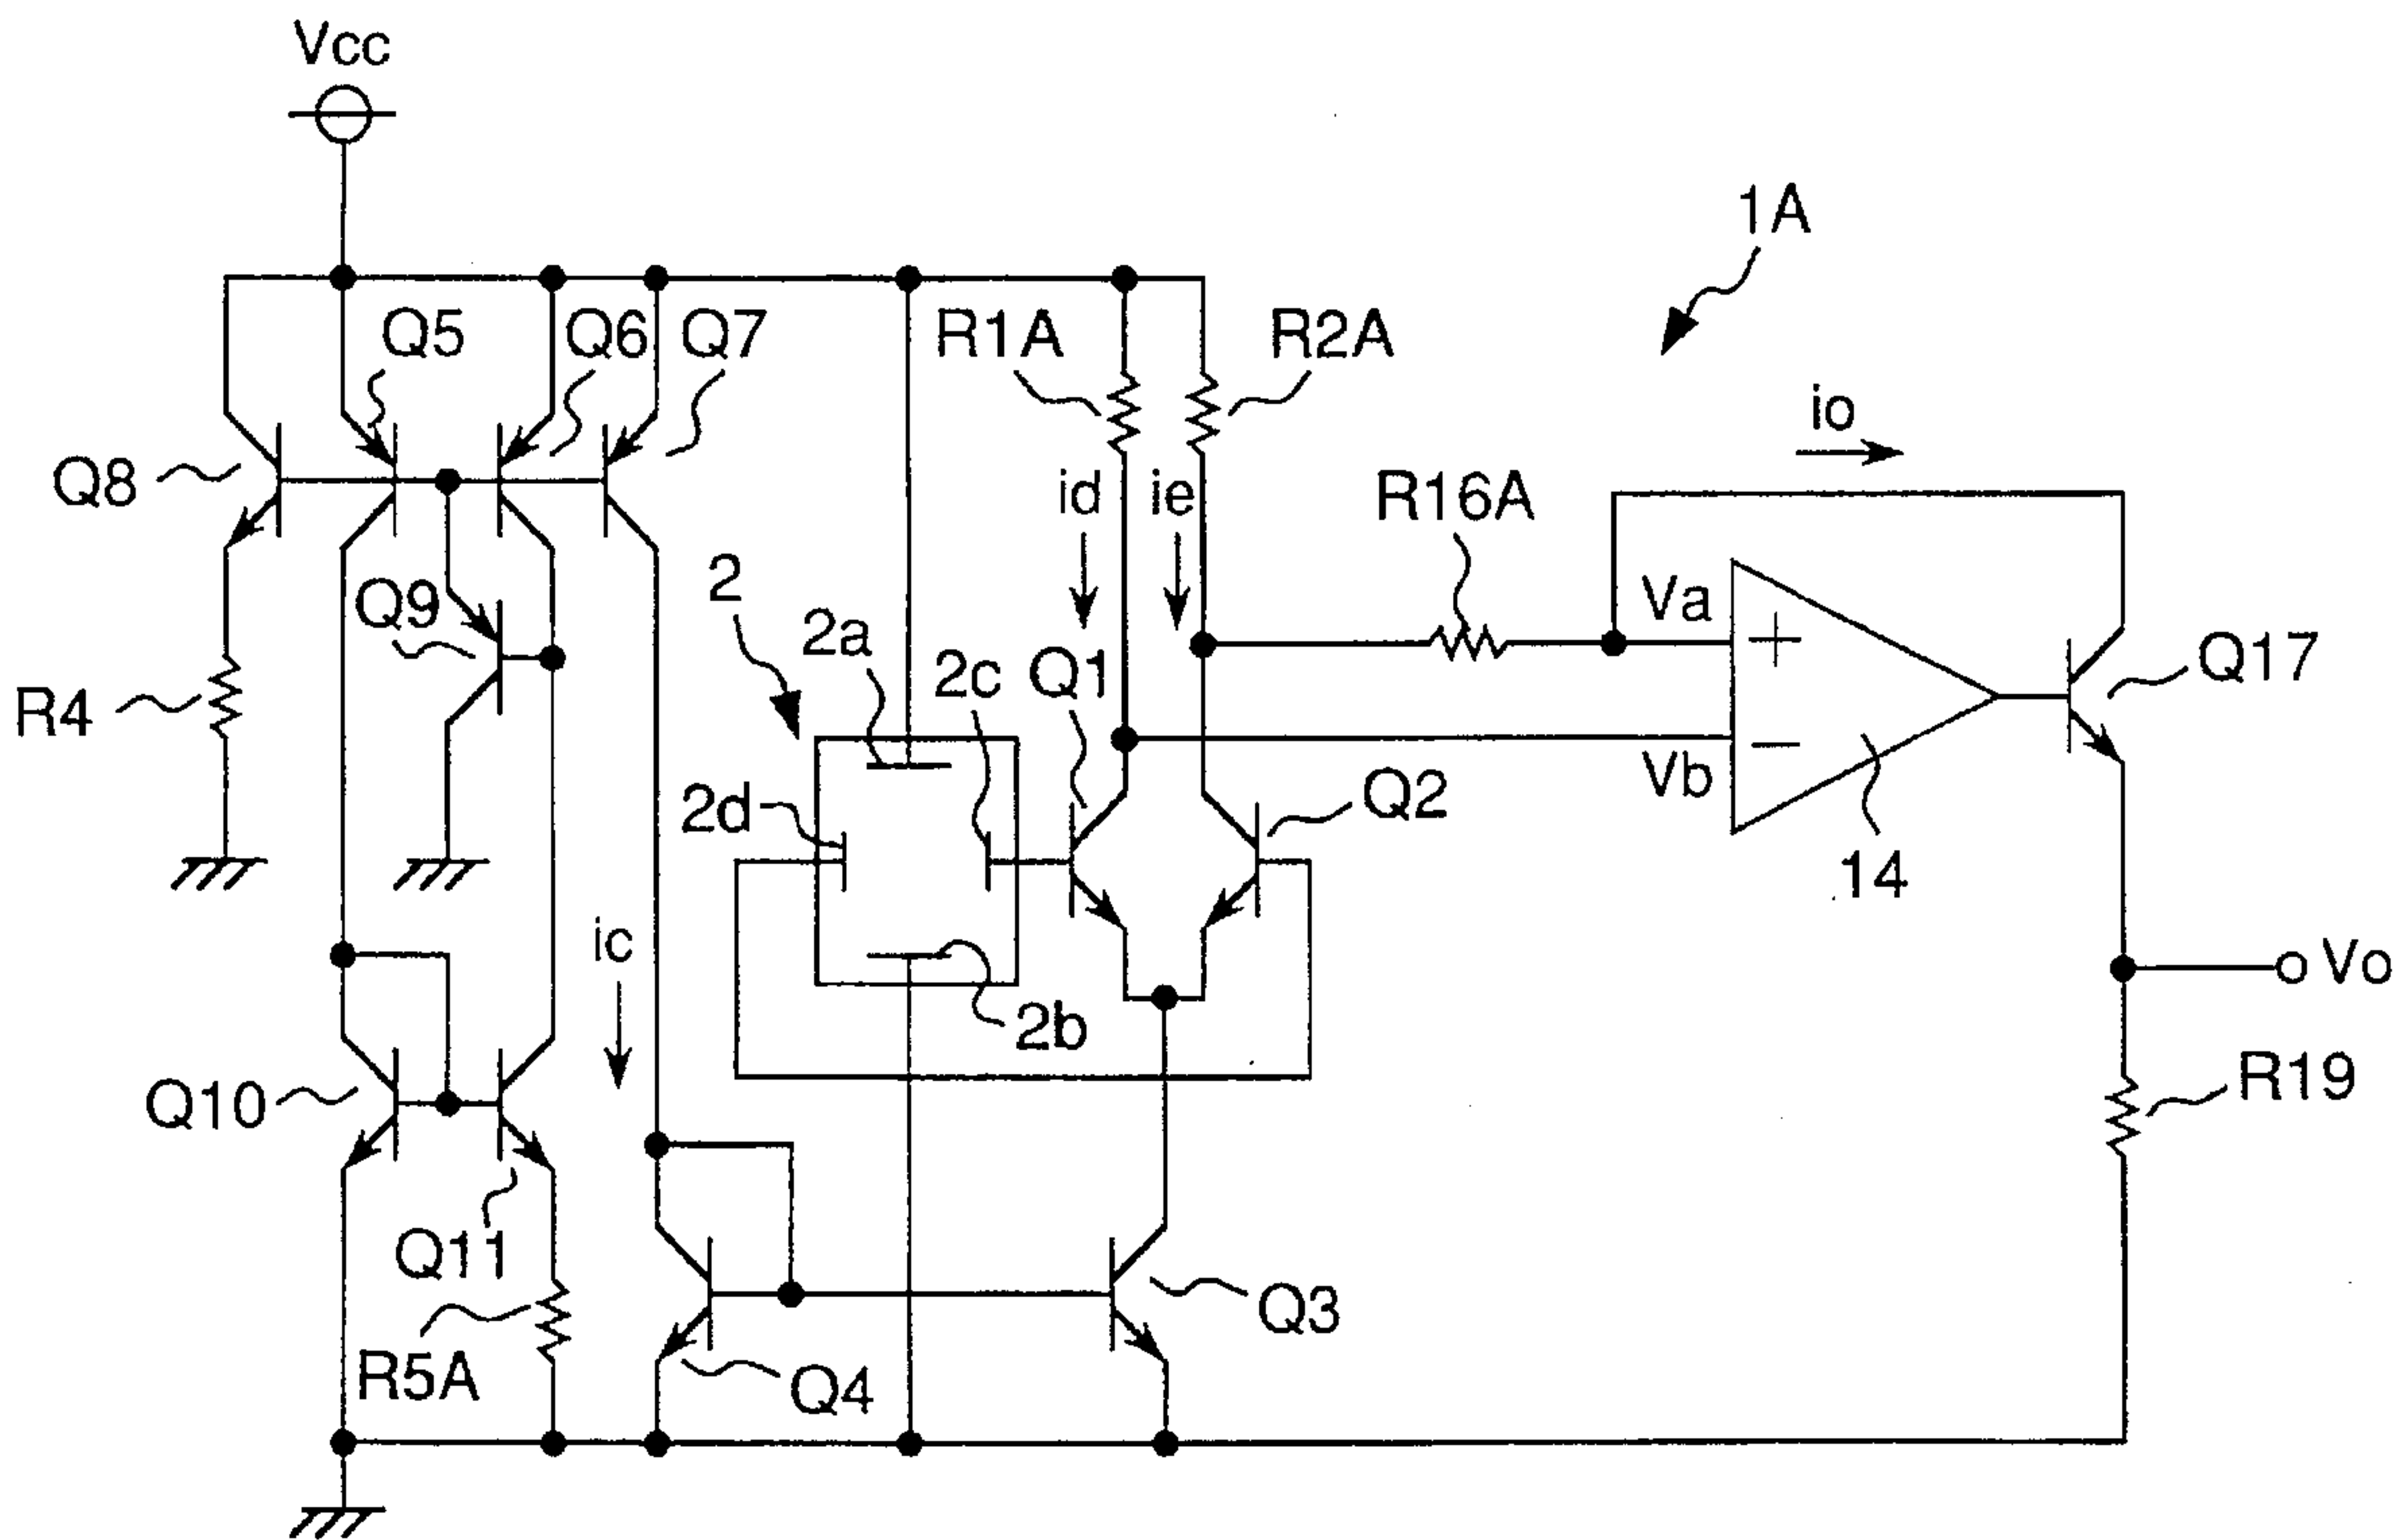 Vcc
1A
Q5
Q6
Q7
R1A
R2A
io
Q8
id
ie
R16A
Q9
2
2a
2c
Q1
Va
+
Q17
R4
2d
Vb
−
Q2
14
ic
Vo
2b
Q10
R19
Q11
Q3
R5A
Q4